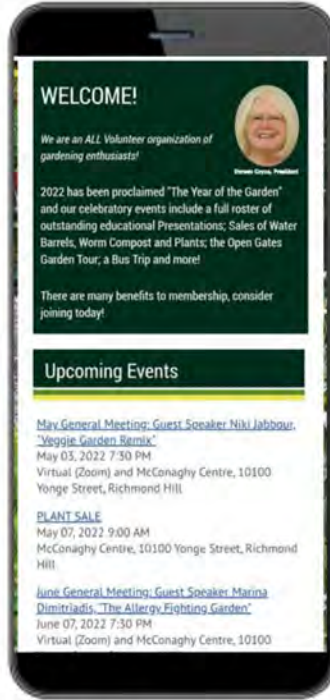 WELCOME!
We are an ALL Volunteer organization of
gardening enthusiasts!
President
2022 has been proclaimed "The Year of the Garden"
and our celebratory events include a full roster of
outstanding educational Presentations; Sales of Water
Barrels, Worm Compost and Plants; the Open Gates
Garden Tour; a Bus Trip and more!
There are many benefits to membership, consider
joining today!
Upcoming Events
May General Meeting: Guest Speaker Niki Jabbour,
"Veggie Garden Remix"
May 03, 2022 7:30 PM
Virtual (Zoom) and McConaghy Centre, 10100
Yonge Street, Richmond Hill
PLANT SALE
May 07, 2022 9:00 AM
McConaghy Centre, 10100 Yonge Street, Richmond
Hill
June General Meeting: Guest Speaker Marina
Dimitriadis, "The Allergy Fighting Garden"
June 07, 2022 7:30 PM
Virtual (Zoom) and McConaghy Centre, 10100